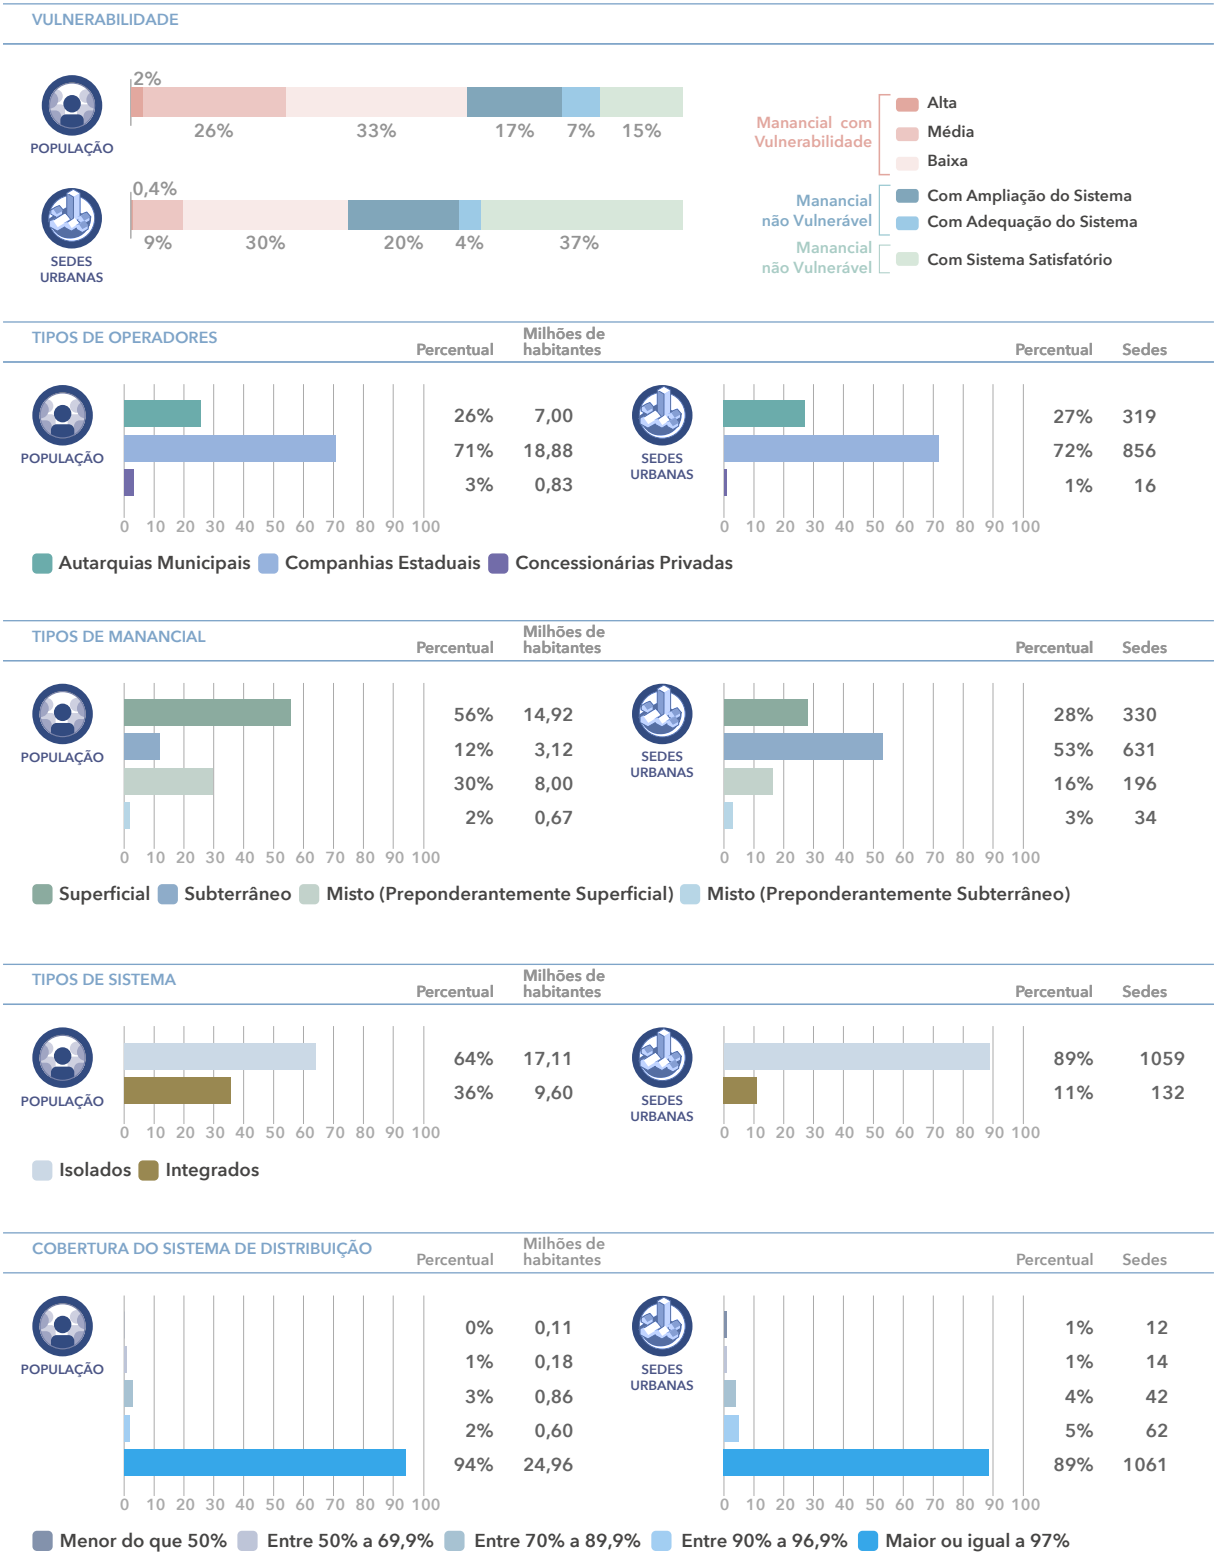 VULNERABILIDADE
2%
26% 33% 17% 7% 15%
POPULAÇÃO
0,4%
9% 30% 20% 4% 37%
SEDES
URBANAS
Manancial com
Vulnerabilidade
Alta
Média
Baixa
Manancial
não Vulnerável
Com Ampliação do Sistema
Com Adequação do Sistema
Manancial
não Vulnerável
Com Sistema Satisfatório
TIPOS DE OPERADORES
Percentual
Milhões de
habitantes
Percentual Sedes
POPULAÇÃO
26% 7,00
71% 18,88
3% 0,83
0 10 20 30 40 50 60 70 80 90 100
SEDES
URBANAS
27% 319
72% 856
1% 16
0 10 20 30 40 50 60 70 80 90 100
Autarquias Municipais Companhias Estaduais Concessionárias Privadas
TIPOS DE MANANCIAL
Percentual
Milhões de
habitantes
Percentual Sedes
POPULAÇÃO
56% 14,92
12% 3,12
30% 8,00
2% 0,67
0 10 20 30 40 50 60 70 80 90 100
SEDES
URBANAS
28% 330
53% 631
16% 196
3% 34
0 10 20 30 40 50 60 70 80 90 100
Superficial Subterrâneo Misto (Preponderantemente Superficial) Misto (Preponderantemente Subterrâneo)
TIPOS DE SISTEMA
Percentual
Milhões de
habitantes
Percentual Sedes
POPULAÇÃO
64% 17,11
36% 9,60
0 10 20 30 40 50 60 70 80 90 100
SEDES
URBANAS
89% 1059
11% 132
0 10 20 30 40 50 60 70 80 90 100
Isolados Integrados
COBERTURA DO SISTEMA DE DISTRIBUIÇÃO
Percentual
Milhões de
habitantes
Percentual Sedes
POPULAÇÃO
0% 0,11
1% 0,18
3% 0,86
2% 0,60
94% 24,96
0 10 20 30 40 50 60 70 80 90 100
SEDES
URBANAS
1% 12
1% 14
4% 42
5% 62
89% 1061
0 10 20 30 40 50 60 70 80 90 100
Menor do que 50% Entre 50% a 69,9% Entre 70% a 89,9% Entre 90% a 96,9% Maior ou igual a 97%